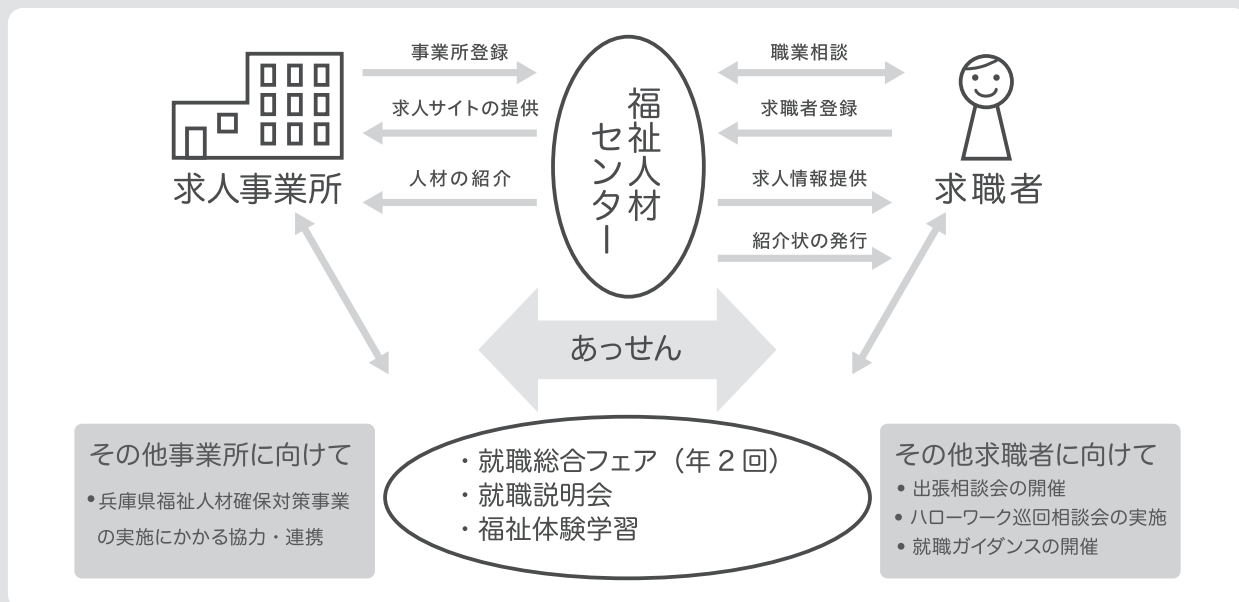 事業所登録
求人サイトの提供
人材の紹介
求人事業所
福祉人材
センター
職業相談
求職者登録
求人情報提供
紹介状の発行
求職者
あっせん
・就職総合フェア（年２回）
・就職説明会
・福祉体験学習
その他事業所に向けて
•兵庫県福祉人材確保対策事業
の実施にかかる協力・連携
その他求職者に向けて
• 出張相談会の開催
• ハローワーク巡回相談会の実施
• 就職ガイダンスの開催